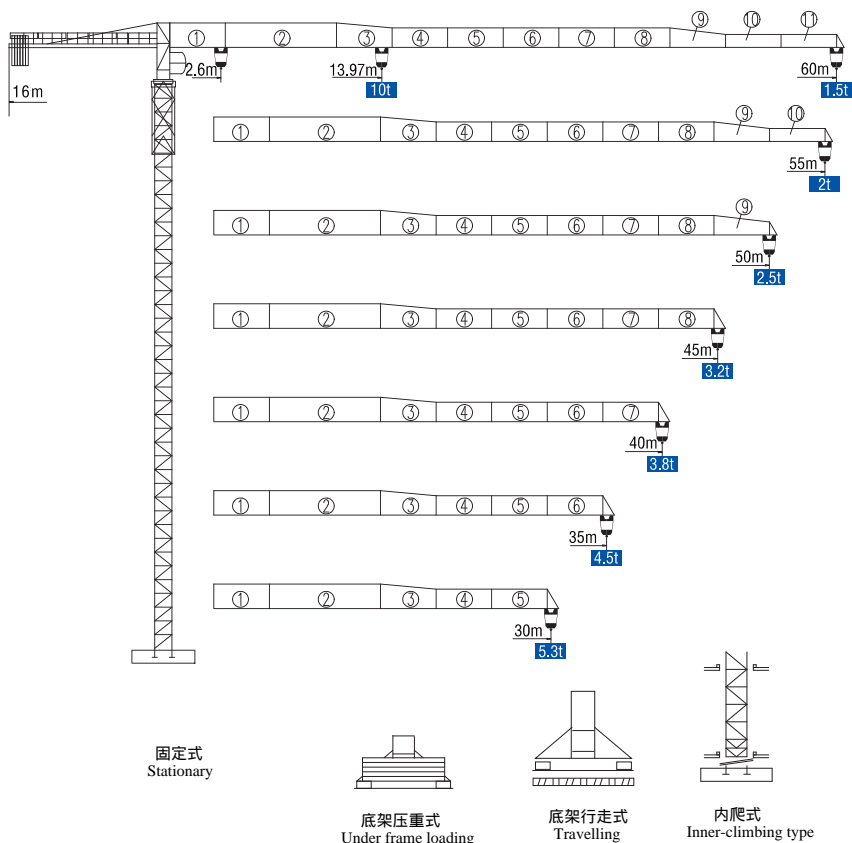 ① ② ③ ④ ⑤ ⑥ ⑦ ⑧ ⑨ ⑩ ⑪
16m 2.6m 13.97m 60m
10t 1.5t
① ② ③ ④ ⑤ ⑥ ⑦ ⑧ ⑨ ⑩
55m
2t
① ② ③ ④ ⑤ ⑥ ⑦ ⑧ ⑨
50m
2.5t
① ② ③ ④ ⑤ ⑥ ⑦ ⑧
45m
3.2t
① ② ③ ④ ⑤ ⑥ ⑦
40m
3.8t
① ② ③ ④ ⑤ ⑥
35m
4.5t
① ② ③ ④ ⑤
30m
5.3t
固定式
Stationary
底架压重式
Under frame loading
底架行走式
Travelling
内爬式
Inner-climbing type